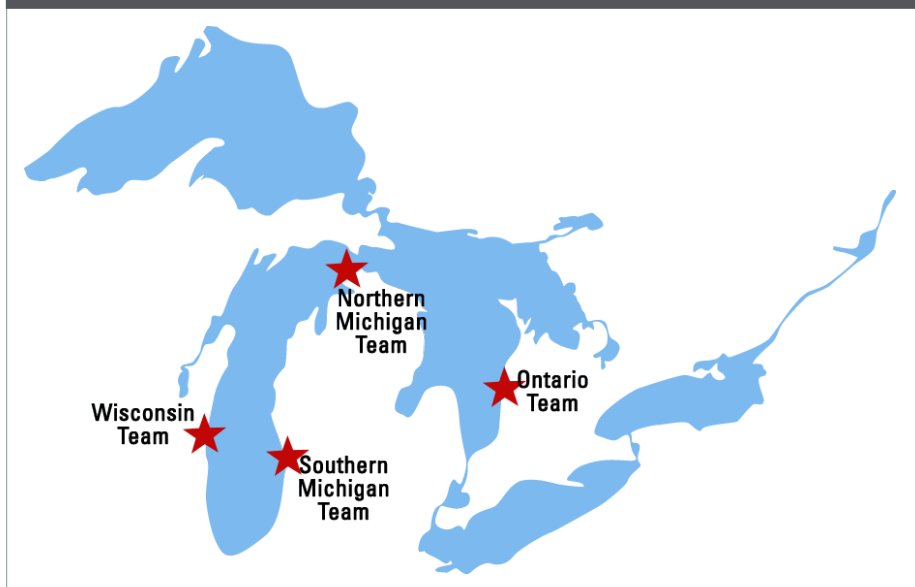 Northern
Michigan
Team
Ontario
Team
Wisconsin
Team
Southern
Michigan
Team